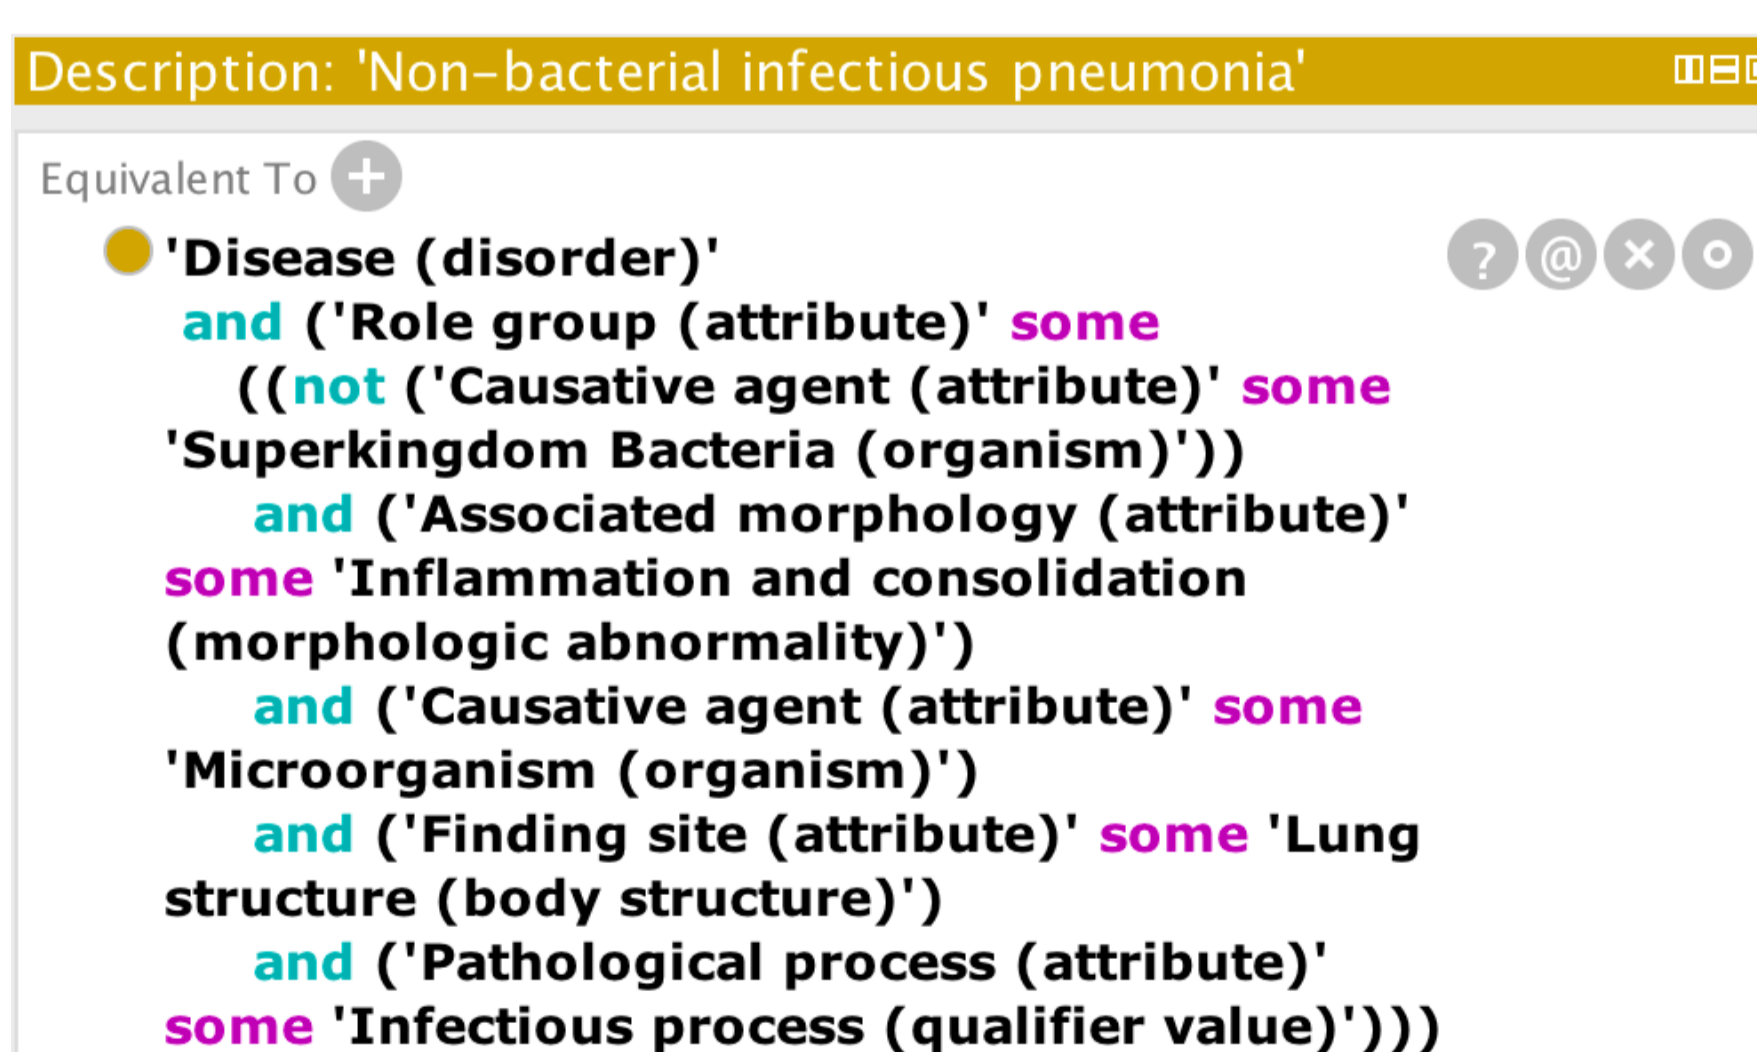 Description: 'Non-bacterial infectious pneumonia'
Equivalent To +
'Disease (disorder)'
? @ × o
and ('Role group (attribute)' some
((not ('Causative agent (attribute)' some
'Superkingdom Bacteria (organism)'))
and ('Associated morphology (attribute)'
some 'Inflammation and consolidation
(morphologic abnormality)')
and ('Causative agent (attribute)' some
'Microorganism (organism)')
and ('Finding site (attribute)' some 'Lung
structure (body structure)')
and ('Pathological process (attribute)'
some 'Infectious process (qualifier value)')))